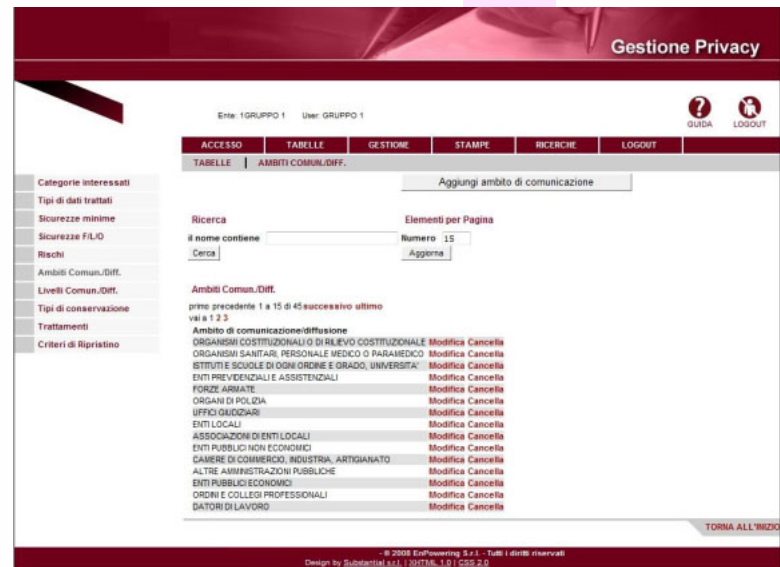 Gestione Privacy
Ente: 1GRUPPO 1 User: GRUPPO 1
GUIDA LOGOUT
ACCESSO TABELLE GESTIONE STAMPE RICERCHE LOGOUT
TABELLE | AMBITI COMUN./DIFF.
Aggiungi ambito di comunicazione
Categorie interessati
Tipi di dati trattati
Sicurezze minime
Sicurezze F/L/O
Rischi
Ambiti Comun./Diff.
Livelli Comun./Diff.
Tipi di conservazione
Trattamenti
Criteri di Ripristino
Ricerca
il nome contiene
Cerca
Elementi per Pagina
Numero 15
Aggiorna
Ambiti Comun./Diff.
primo precedente 1 a 15 di 45 successivo ultimo
vai a 1 2 3
Ambito di comunicazione/diffusione
ORGANISMI COSTITUZIONALI O DI RILIEVO COSTITUZIONALE Modifica Cancella
ORGANISMI SANITARI, PERSONALE MEDICO O PARAMEDICO Modifica Cancella
ISTITUTI E SCUOLE DI OGNI ORDINE E GRADO, UNIVERSITA' Modifica Cancella
ENTI PREVIDENZIALI E ASSISTENZIALI Modifica Cancella
FORZE ARMATE Modifica Cancella
ORGANI DI POLIZIA Modifica Cancella
UFFICI GIUDIZIARI Modifica Cancella
ENTI LOCALI Modifica Cancella
ASSOCIAZIONI DI ENTI LOCALI Modifica Cancella
ENTI PUBBLICI NON ECONOMICI Modifica Cancella
CAMERE DI COMMERCIO, INDUSTRIA, ARTIGIANATO Modifica Cancella
ALTRE AMMINISTRAZIONI PUBBLICHE Modifica Cancella
ENTI PUBBLICI ECONOMICI Modifica Cancella
ORDINI E COLLEGI PROFESSIONALI Modifica Cancella
DATORI DI LAVORO Modifica Cancella
TORNA ALL'INIZIO
- © 2008 EnPowering S.r.l. - Tutti i diritti riservati
Design by Substantial s.r.l. | XHTML 1.0 | CSS 2.0